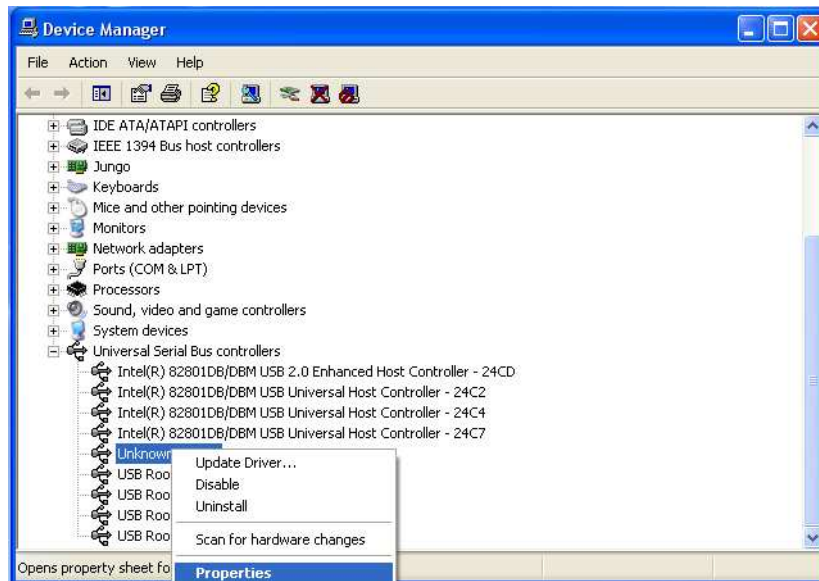 Device Manager
File Action View Help
IDE ATA/ATAPI controllers
IEEE 1394 Bus host controllers
Jungo
Keyboards
Mice and other pointing devices
Monitors
Network adapters
Ports (COM & LPT)
Processors
Sound, video and game controllers
System devices
Universal Serial Bus controllers
Intel(R) 82801DB/DBM USB 2.0 Enhanced Host Controller - 24CD
Intel(R) 82801DB/DBM USB Universal Host Controller - 24C2
Intel(R) 82801DB/DBM USB Universal Host Controller - 24C4
Intel(R) 82801DB/DBM USB Universal Host Controller - 24C7
Unknown
USB Roo
USB Roo
USB Roo
USB Roo
Update Driver...
Disable
Uninstall
Scan for hardware changes
Properties
Opens property sheet fo